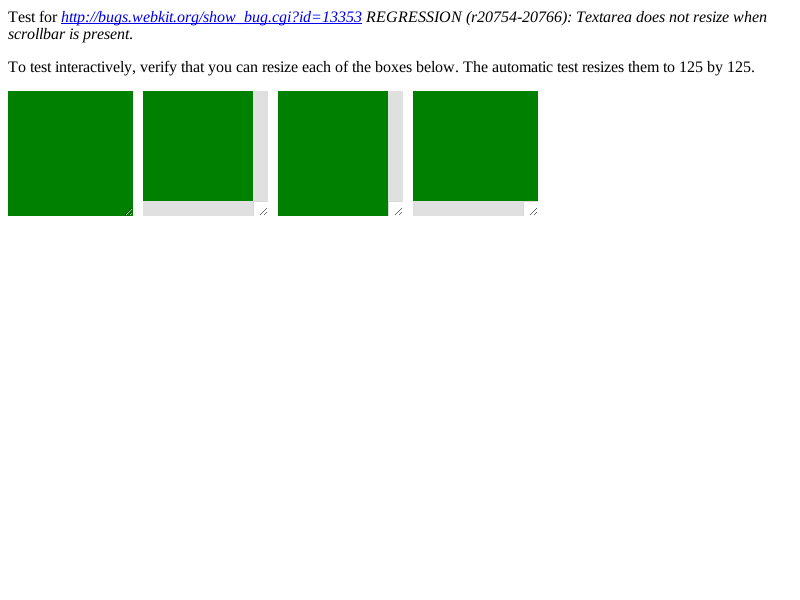 Test for http://bugs.webkit.org/show_bug.cgi?id=13353 REGRESSION (r20754-20766): Textarea does not resize when
scrollbar is present.
To test interactively, verify that you can resize each of the boxes below. The automatic test resizes them to 125 by 125.